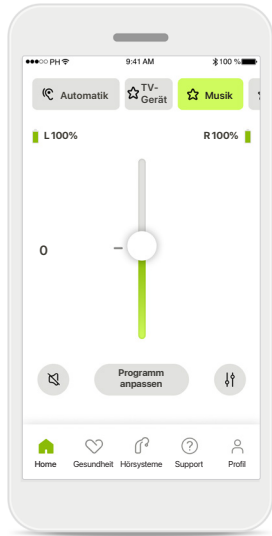 PH 9:41 AM 100 %
Automatik
TV-
Gerät
Musik
L 100% R 100%
0
Programm
anpassen
Home Gesundheit Hörsysteme Support Profil